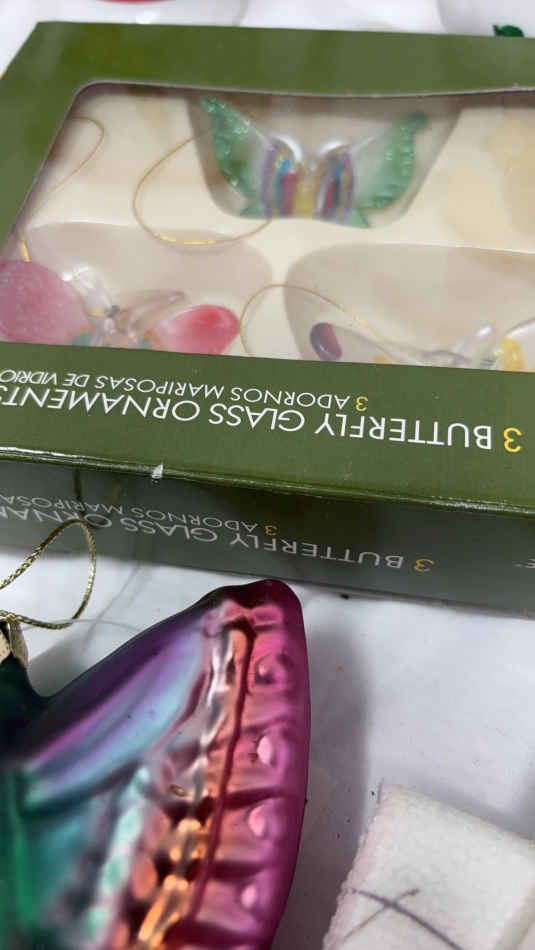 3 BUTTERFLY GLASS ORNAMENTS
3 ADORNOS MARIPOSAS DE VIDRIO
3 BUTTERFLY GLASS
3 ADORNOS MARIPOSAS